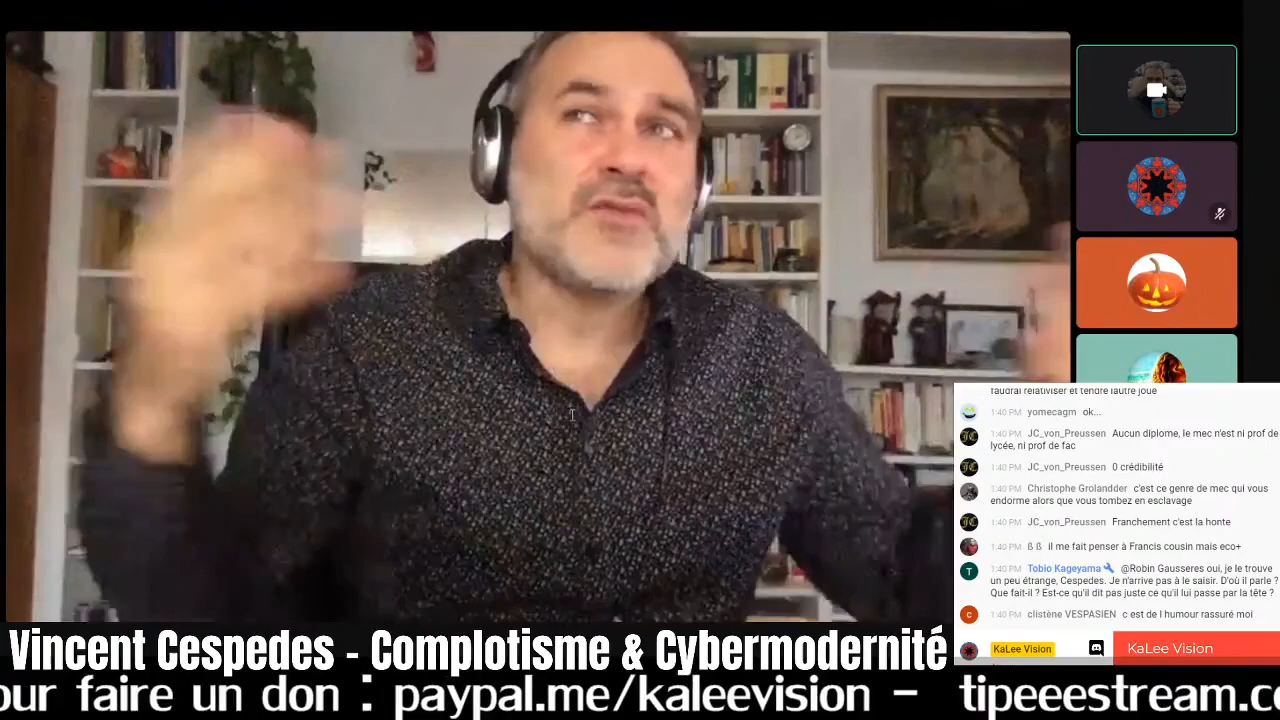 faudrai relativiser et tendre lautre joue
1:40 PM yomecagm ok...
1:40 PM JC_von_Preussen Aucun diplome, le mec n'est ni prof de
lycée, ni prof de fac
1:40 PM JC_von_Preussen 0 crédibilité
1:40 PM Christophe Grolandder c'est ce genre de mec qui vous
endorme alors que vous tombez en esclavage
1:40 PM JC_von_Preussen Franchement c'est la honte
1:40 PM ß ß il me fait penser à Francis cousin mais eco+
1:40 PM Tobio Kageyama @Robin Gausseres oui, je le trouve
un peu étrange, Cespedes. Je n'arrive pas à le saisir. D'où il parle ?
Que fait-il ? Est-ce qu'il dit pas juste ce qu'il lui passe par la tête ?
1:40 PM clistène VESPASIEN c est de l humour rassuré moi
KaLee Vision
KaLee Vision
Vincent Cespedes - Complotisme & Cybermodernité
our faire un don : paypal.me/kaleevision - tipeeestream.co